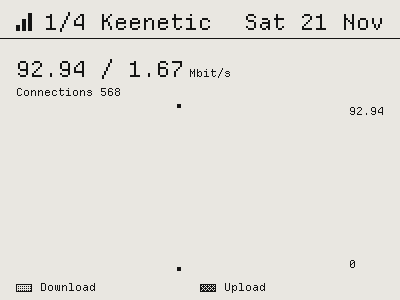 1/4 Keenetic Sat 21 Nov
92.94 / 1.67 Mbit/s
Connections 568
92.94
0
Download Upload